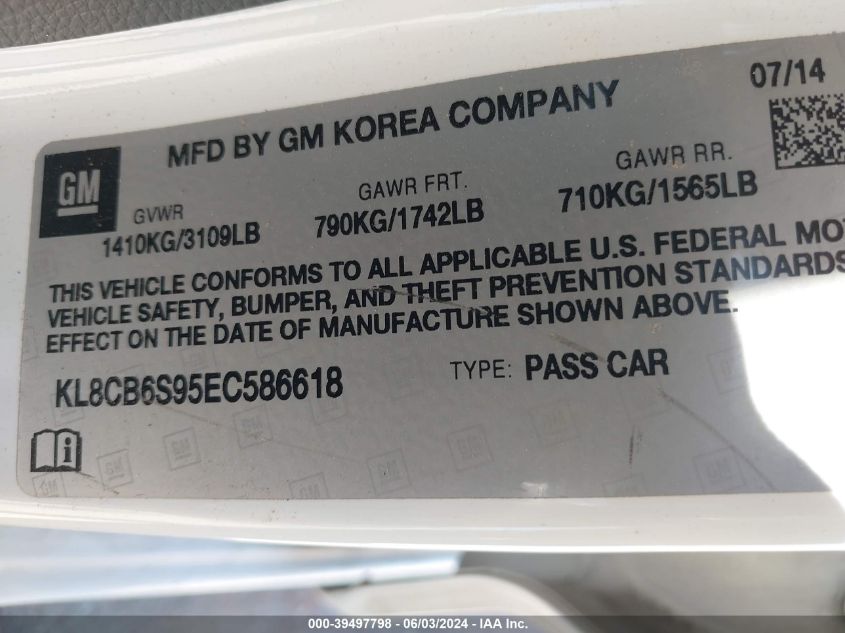 07/14
MFD BY GM KOREA COMPANY
GM
GVWR GAWR FRT. GAWR RR.
1410KG/3109LB 790KG/1742LB 710KG/1565LB
THIS VEHICLE CONFORMS TO ALL APPLICABLE U.S. FEDERAL MO
VEHICLE SAFETY, BUMPER, AND THEFT PREVENTION STANDARDS
EFFECT ON THE DATE OF MANUFACTURE SHOWN ABOVE.
KL8CB6S95EC586618 TYPE: PASS CAR
000-39497798 - 06/03/2024 - IAA Inc.